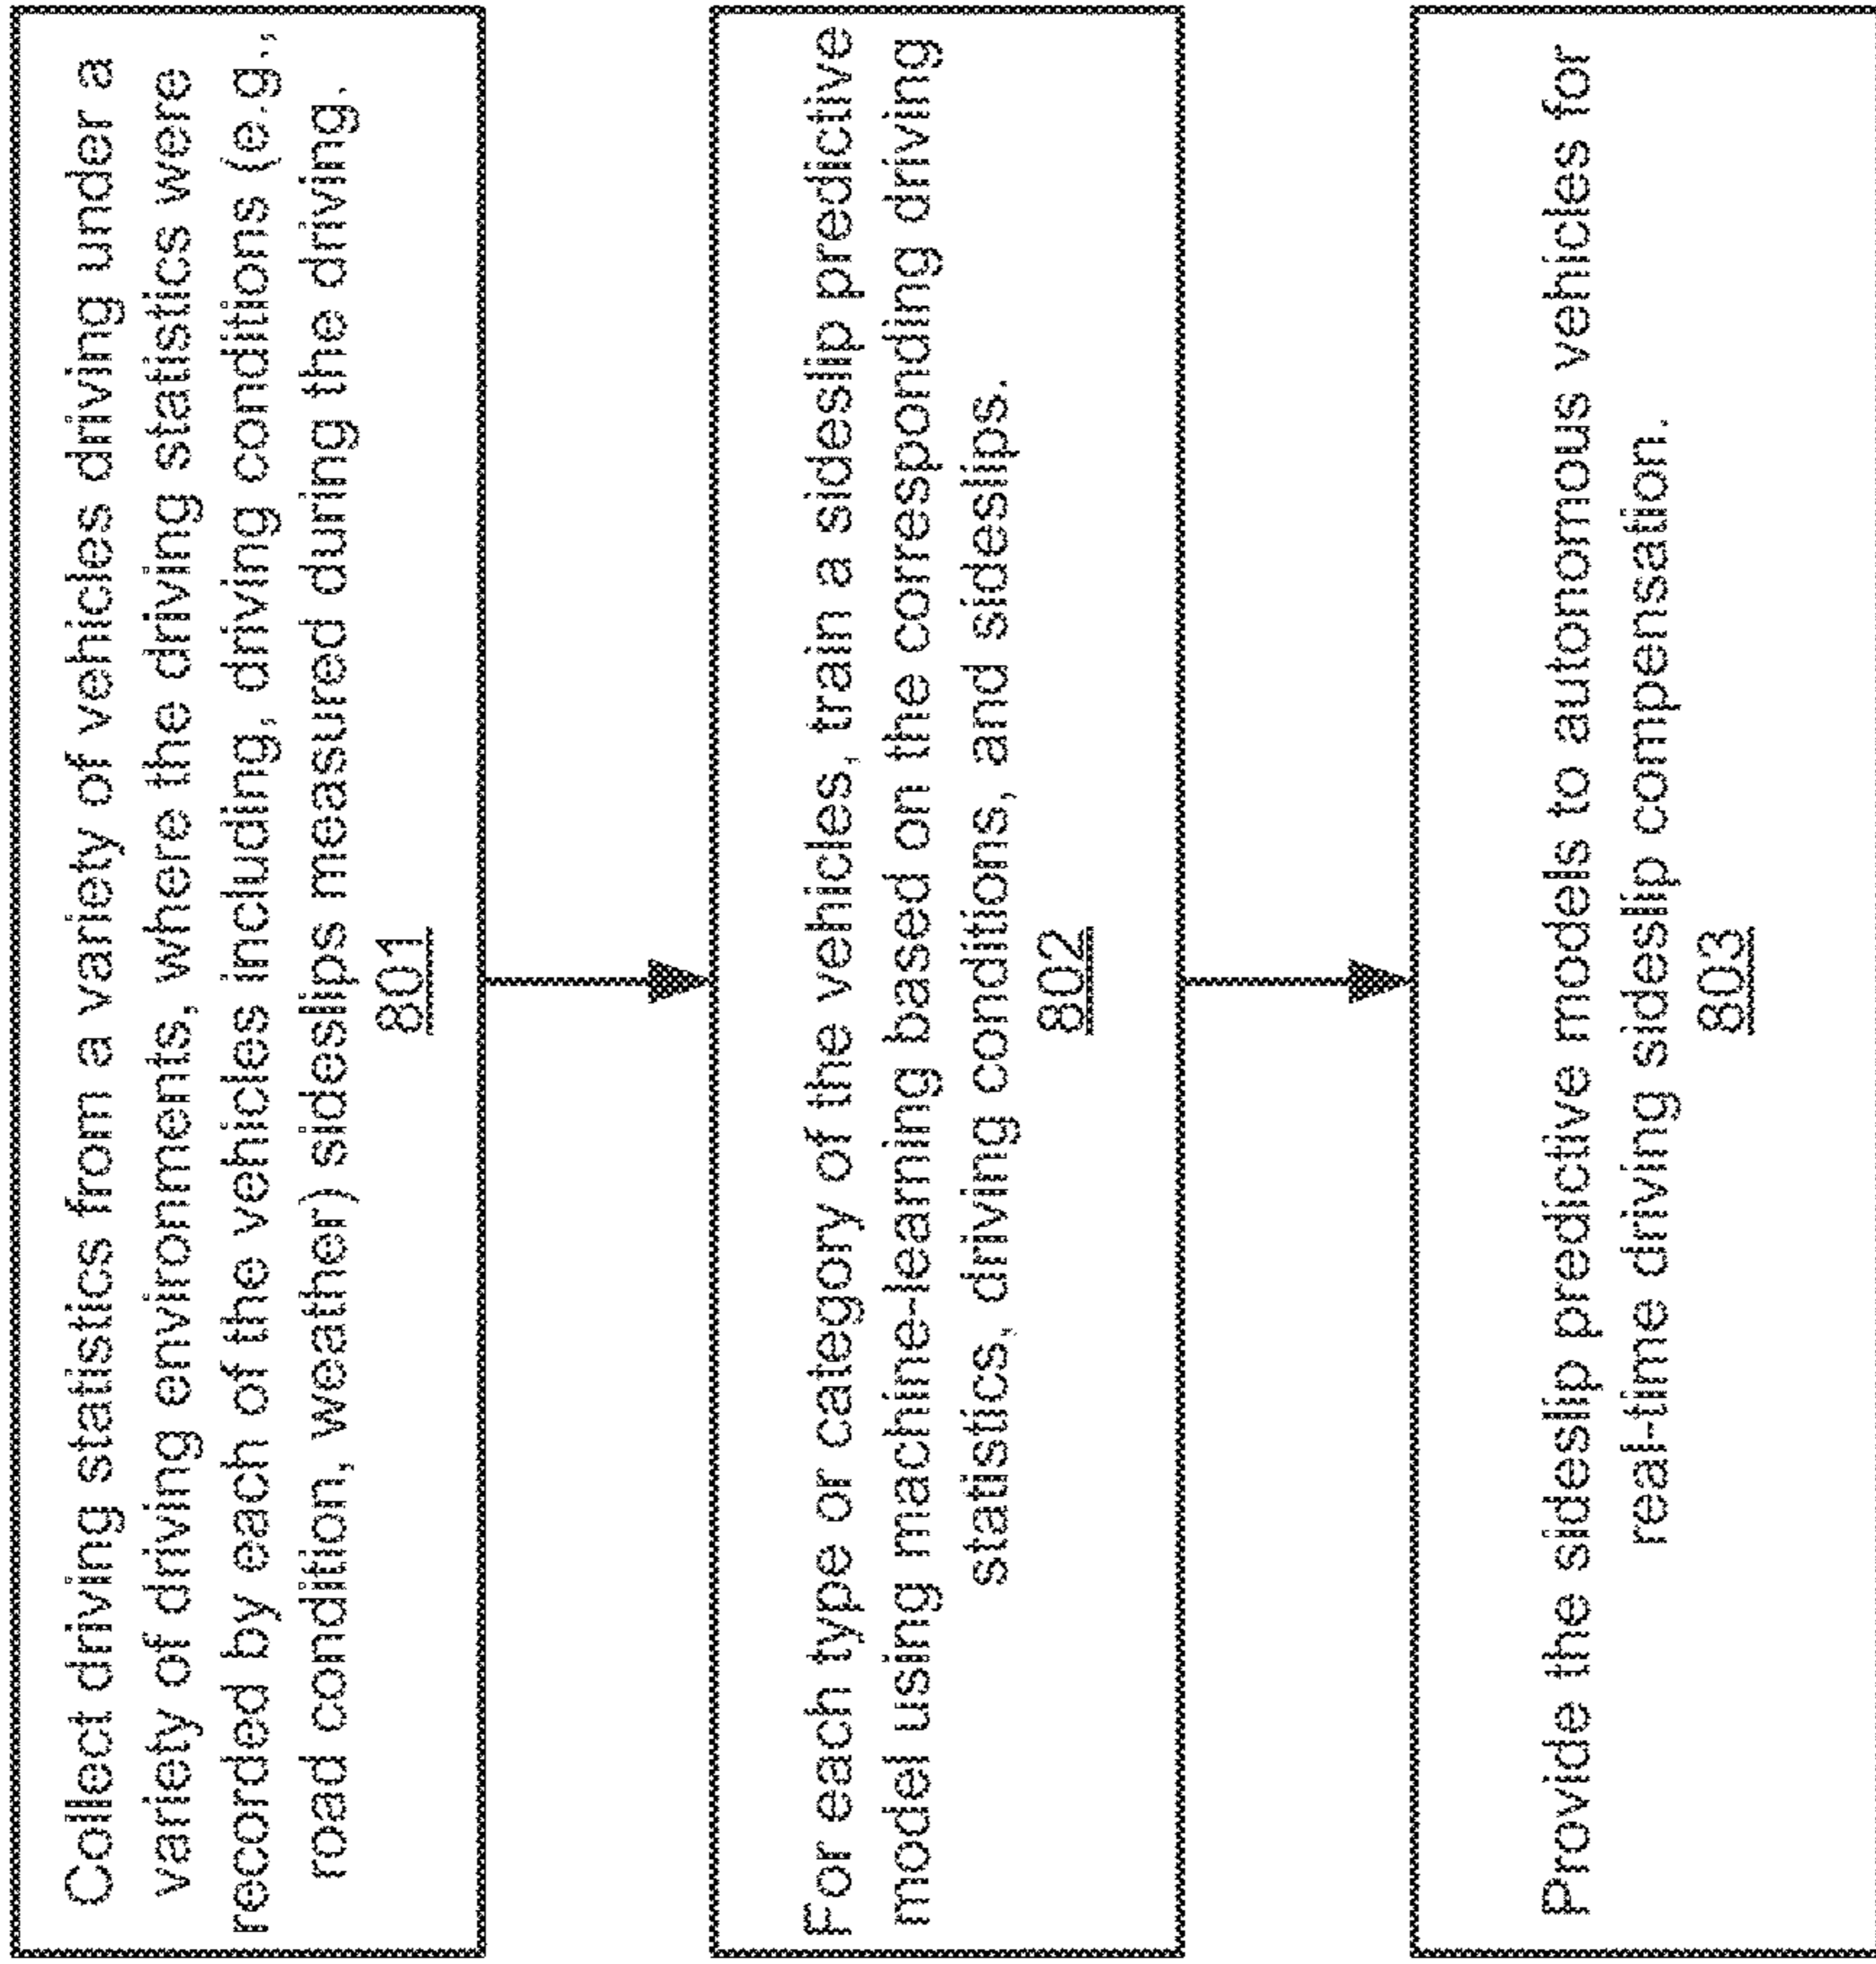 Collect driving statistics from a variety of vehicles driving under a
variety of driving environments, where the driving statistics were
recorded by each of the vehicles including, driving conditions (e.g.,
road condition, weather) sideslips measured during the driving.
801
For each type or category of the vehicles, train a sideslip predictive
model using machine-learning based on the corresponding driving
statistics, driving conditions, and sideslips.
802
Provide the sideslip predictive models to autonomous vehicles for
real-time driving sideslip compensation.
803